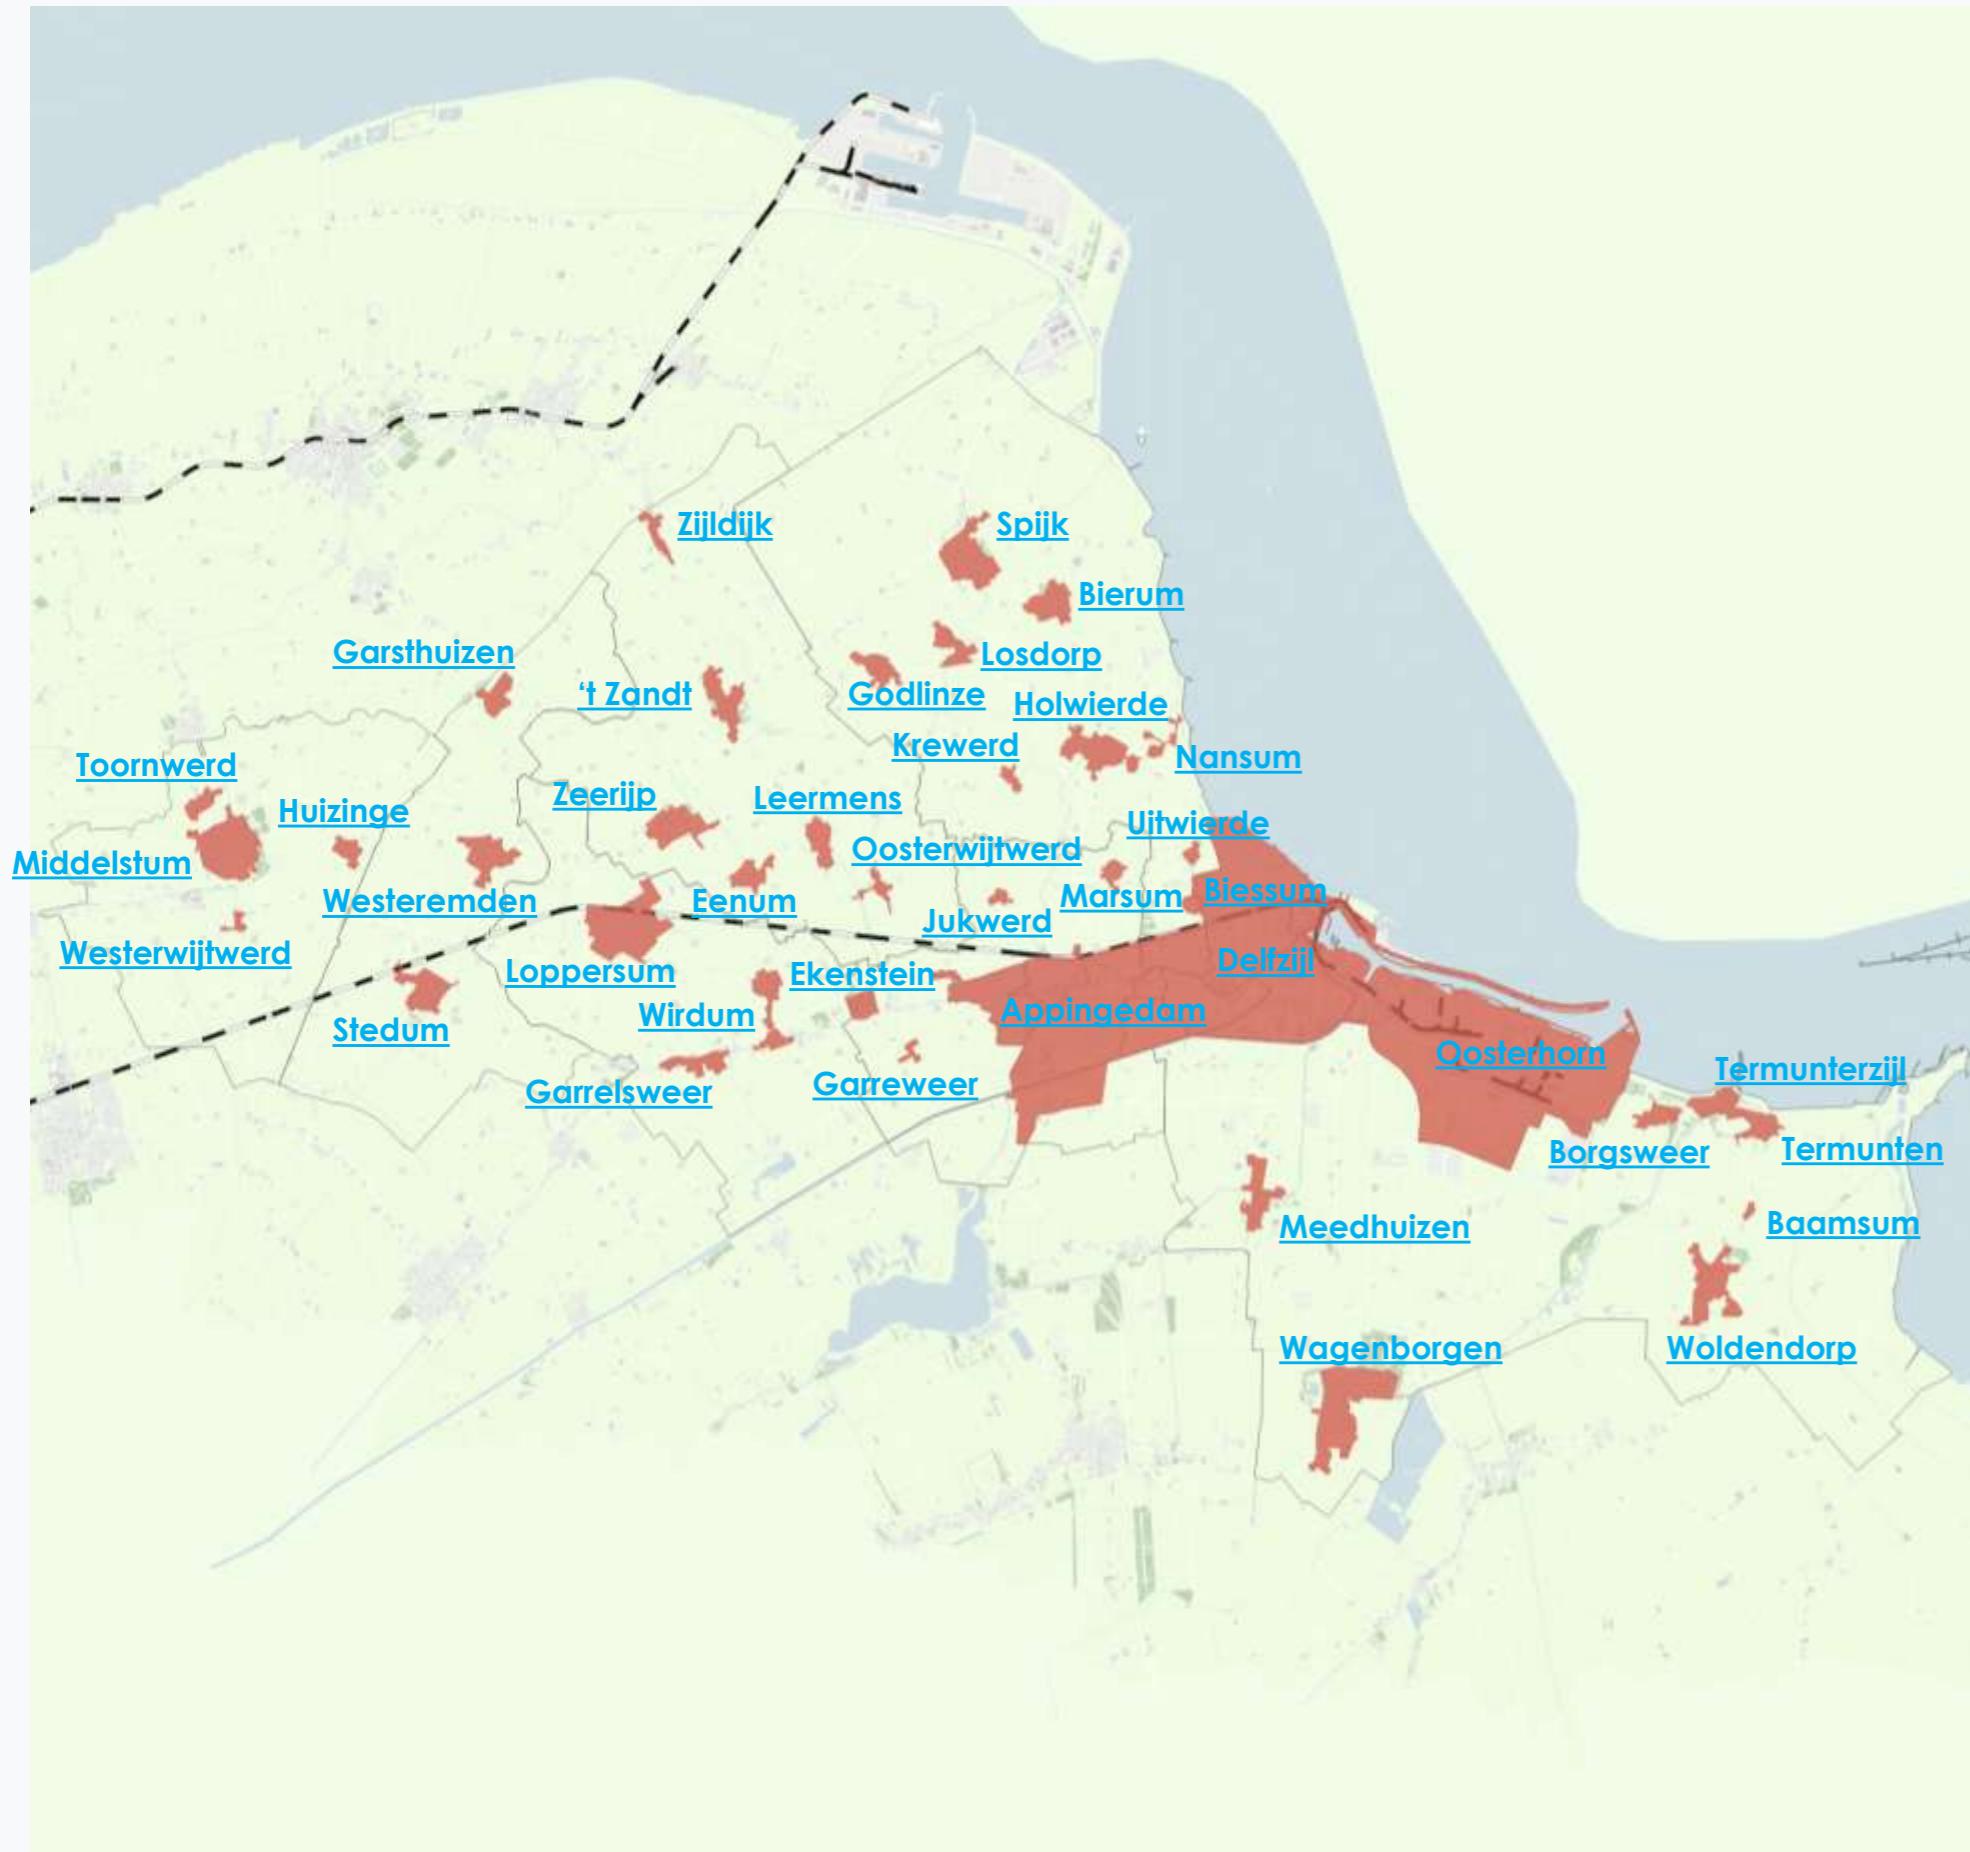 Zijldijk
Spijk
Bierum
Garsthuizen
Losdorp
‘t Zandt
Godlinze
Holwierde
Krewerd
Nansum
Toornwerd
Zeerijp
Leermens
Huizinge
Uitwierde
Oosterwijtwerd
Middelstum
Biessum
Marsum
Westeremden
Eenum
Jukwerd
Westerwijtwerd
Delfzijl
Loppersum
Ekenstein
Appingedam
Wirdum
Stedum
Oosterhorn
Termunterzijl
Garreweer
Garrelsweer
Termunten
Borgsweer
Baamsum
Meedhuizen
Wagenborgen
Woldendorp